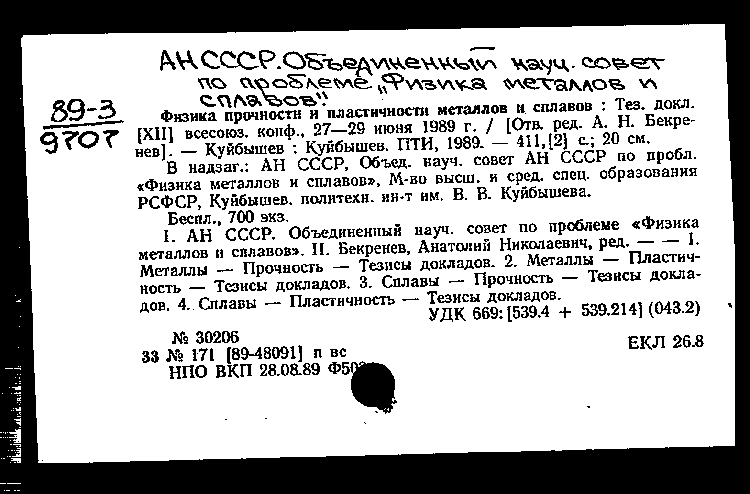 АН СССР. Объединенный науч. совет
по проблеме „Физика металлов и
сплавов".
89-3
9707
Физика прочности и пластичности металлов и сплавов : Тез. докл.
[XII] всесоюз. конф., 27—29 июня 1989 г. / [Отв. ред. А. Н. Бекре-
нев]. — Куйбышев : Куйбышев. ПТИ, 1989. — 411,[2] с.; 20 см.
В надзаг.: АН СССР, Объед. науч. совет АН СССР по пробл.
«Физика металлов и сплавов», М-во высш. и сред. спец. образования
РСФСР, Куйбышев. политехн. ин-т им. В. В. Куйбышева.
Беспл., 700 экз.
I. АН СССР. Объединенный науч. совет по проблеме «Физика
металлов и сплавов». II. Бекренев, Анатолий Николаевич, ред. — — 1.
Металлы — Прочность — Тезисы докладов. 2. Металлы — Пластич-
ность — Тезисы докладов. 3. Сплавы — Прочность — Тезисы докла-
дов. 4. Сплавы — Пластичность — Тезисы докладов.
УДК 669:[539.4 + 539.214] (043.2)
№ 30206
33 № 171 [89-48091] п вс
ЕКЛ 26.8
НПО ВКП 28.08.89